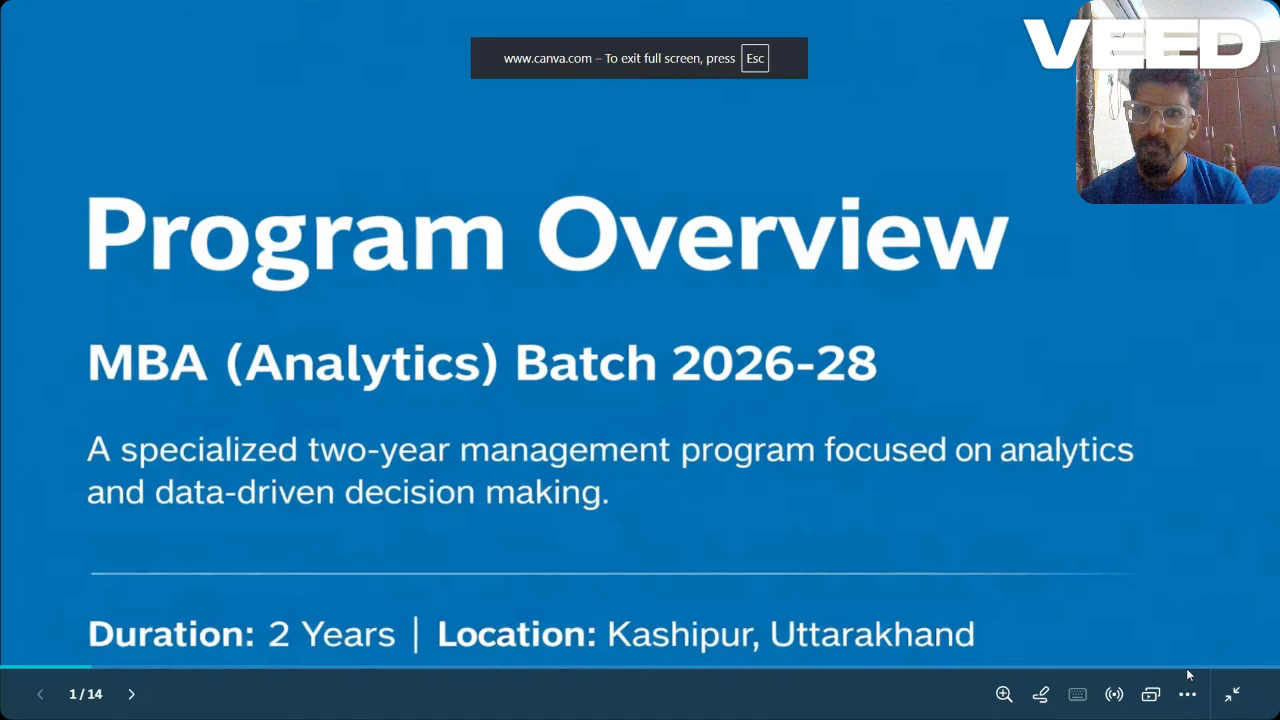 VEED
www.canva.com – To exit full screen, press Esc
Program Overview
MBA (Analytics) Batch 2026-28
A specialized two-year management program focused on analytics
and data-driven decision making.
Duration: 2 Years | Location: Kashipur, Uttarakhand
1 / 14